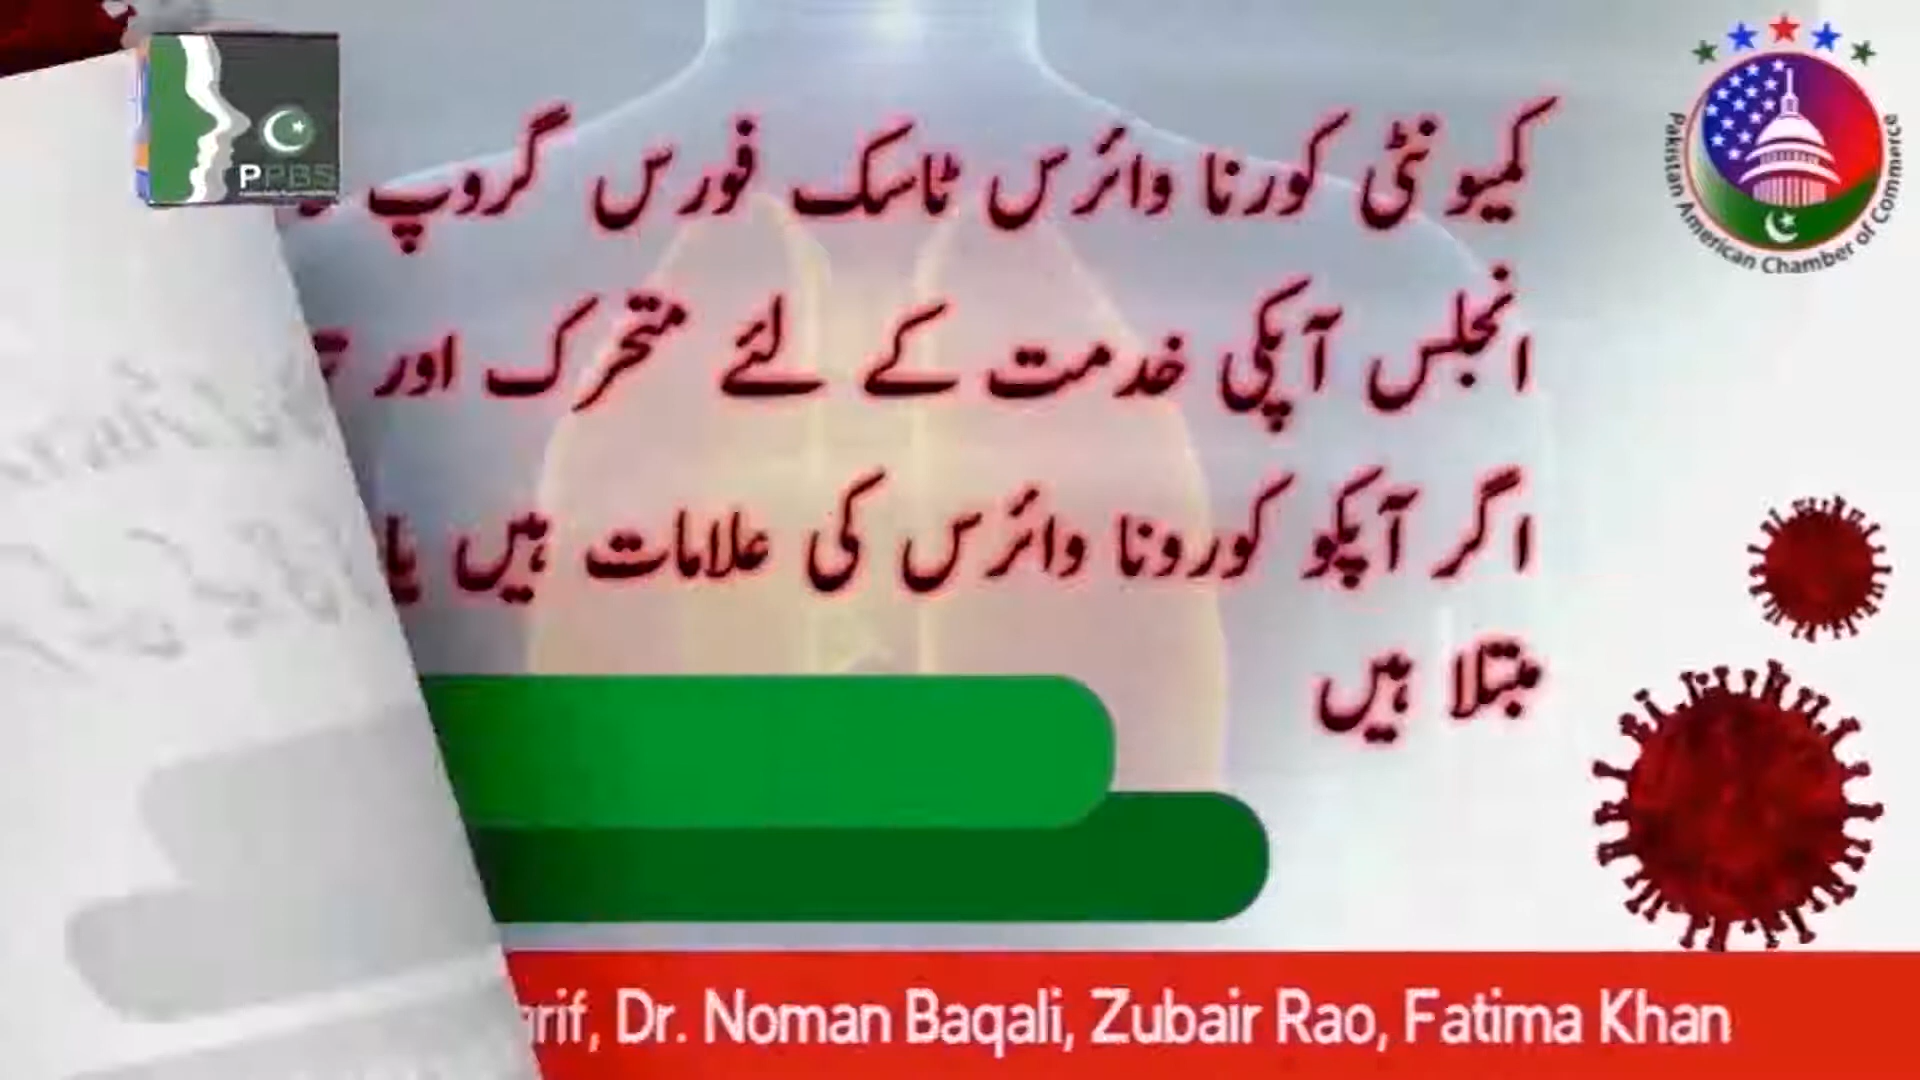 PPBS
Pakistan American Chamber of Commerce
کمیونٹی کورنا وائرس ٹاسک فورس گروپ
انجلس آپکی خدمت کے لئے متحرک اور
اگر آپکو کورونا وائرس کی علامات ہیں یا
مبتلا ہیں
Dr. Noman Baqali, Zubair Rao, Fatima Khan